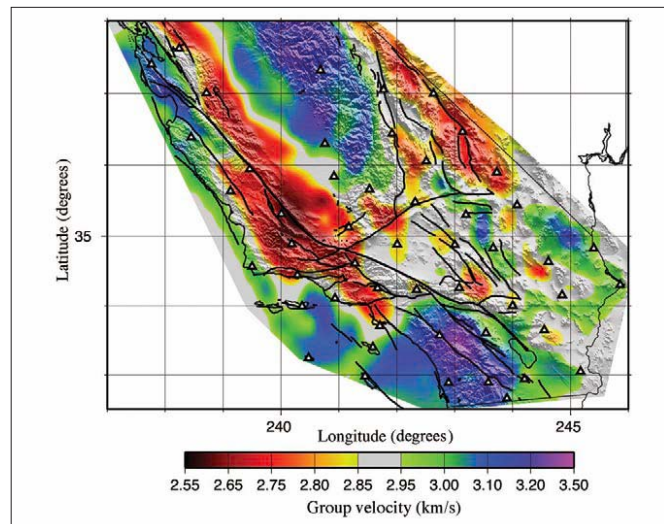 Latitude (degrees)
35
240
245
Longitude (degrees)
2.55 2.65 2.75 2.80 2.85 2.95 3.00 3.10 3.20 3.50
Group velocity (km/s)